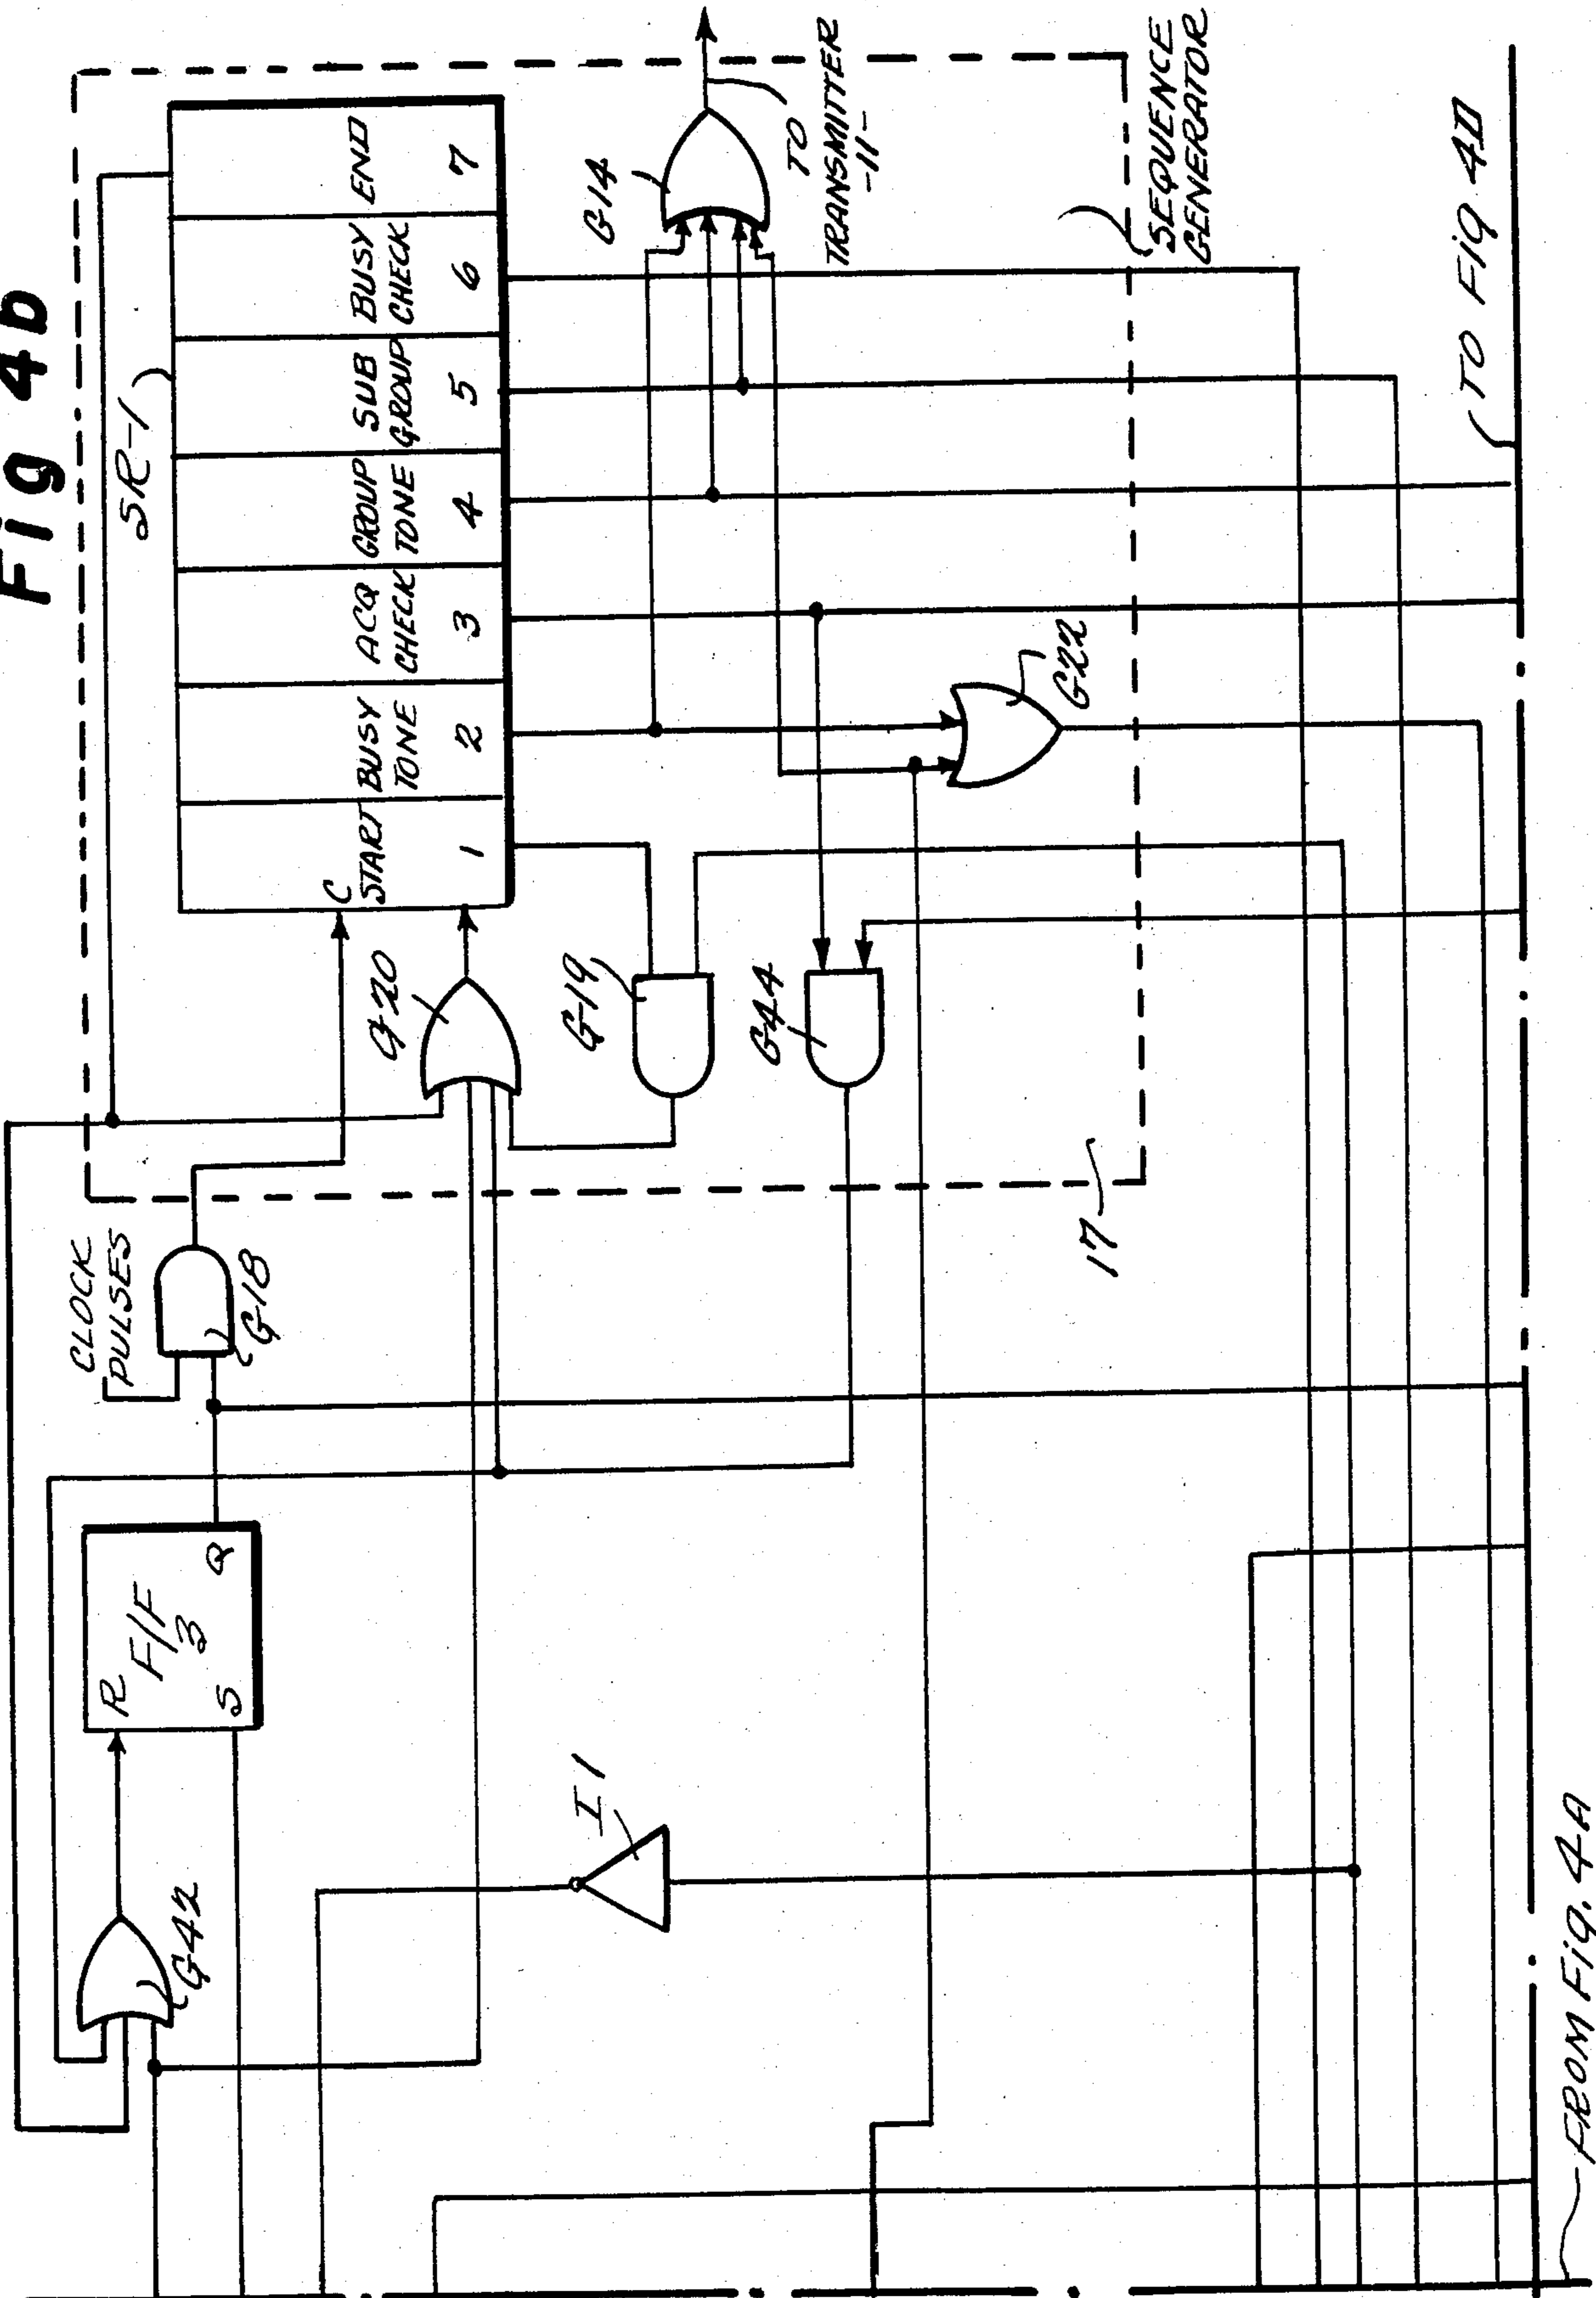 Fig 4b
SR-1
START
1
BUSY
TONE
2
ACQ
CHECK
3
GROUP
TONE
4
SUB
GROUP
5
BUSY
CHECK
6
END
7
C
CLOCK
PULSES
G18
G20
G19
G44
G22
G14
TO
TRANSMITTER
-11-
SEQUENCE
GENERATOR
17
R
F/F
3
S
Q
G42
I1
TO FIG 4D
FROM FIG. 4A